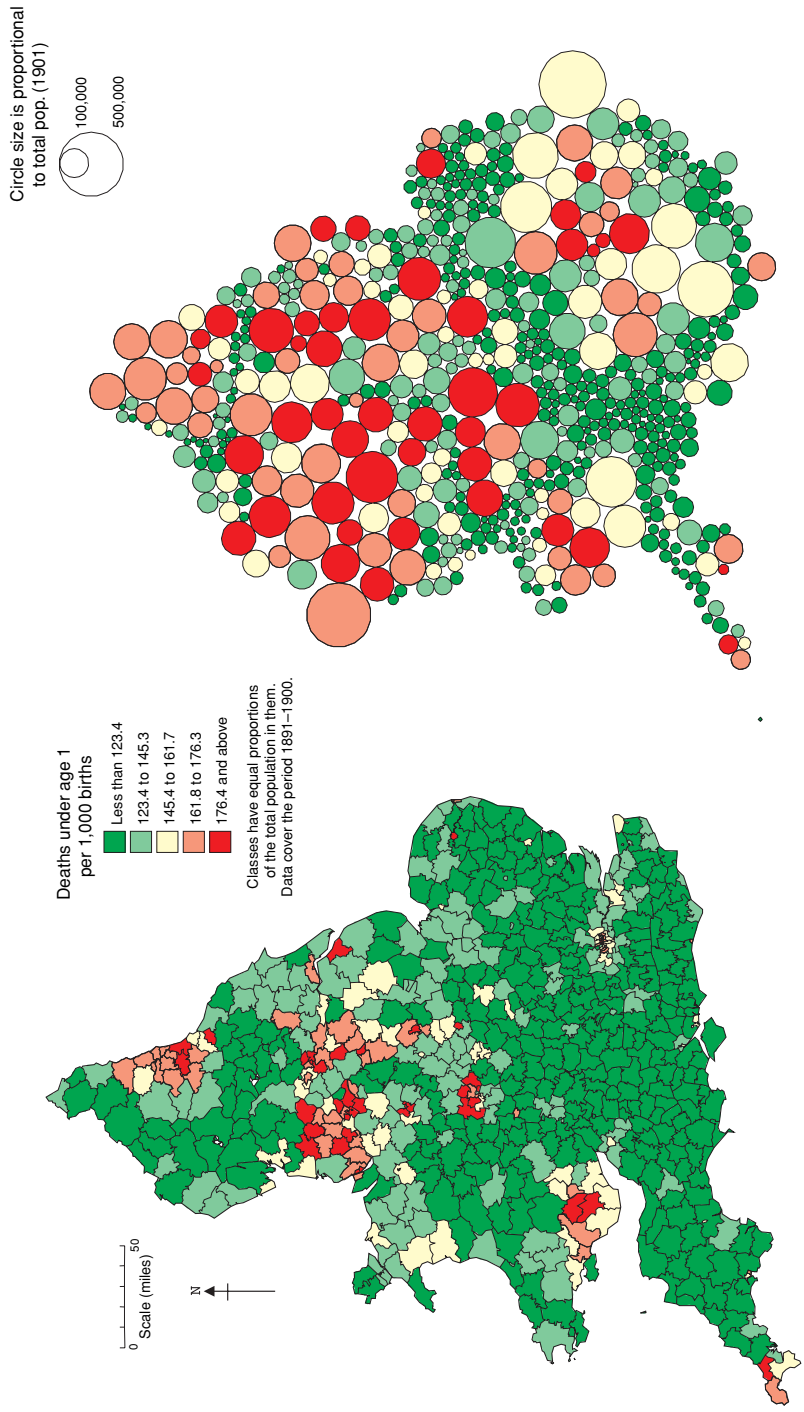 Deaths under age 1
per 1,000 births
Less than 123.4
123.4 to 145.3
145.4 to 161.7
161.8 to 176.3
176.4 and above
Classes have equal proportions
of the total population in them.
Data cover the period 1891–1900.
N
0
50
Scale (miles)
Circle size is proportional
to total pop. (1901)
100,000
500,000